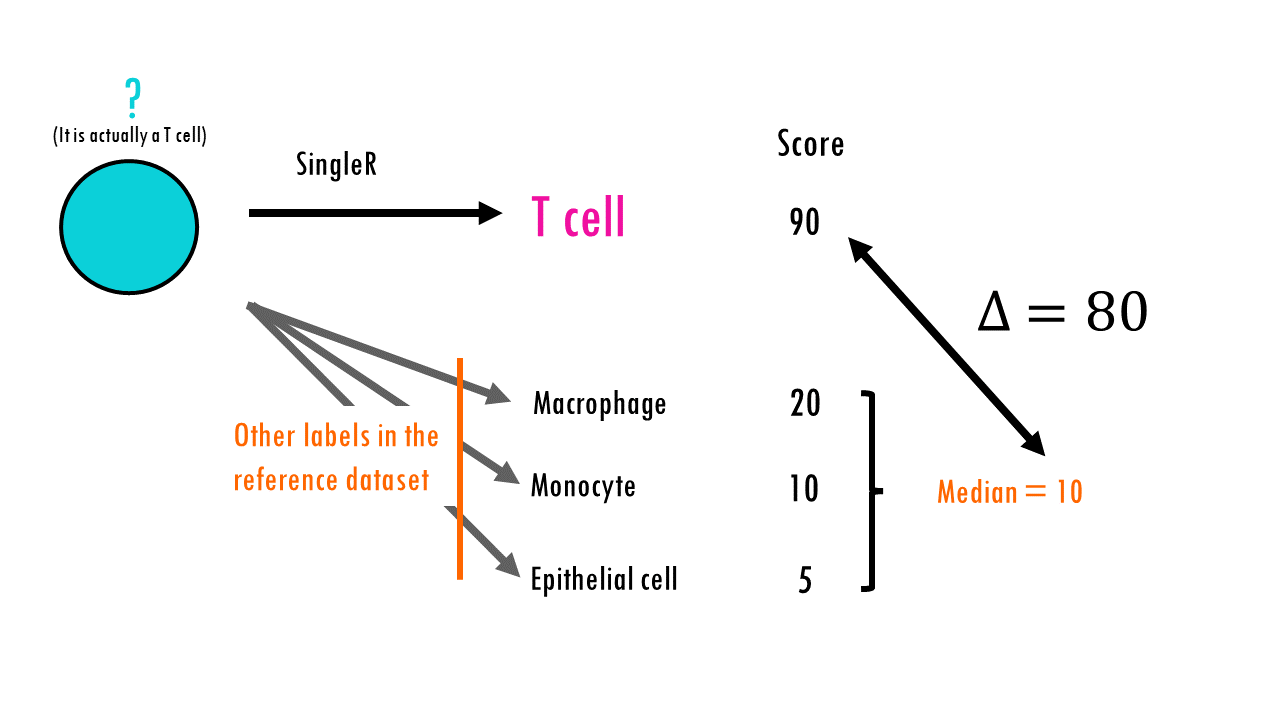 ?
(It is actually a T cell)
SingleR
T cell
Score
90
Δ = 80
Other labels in the
reference dataset
Macrophage
20
Monocyte
10
Median = 10
Epithelial cell
5